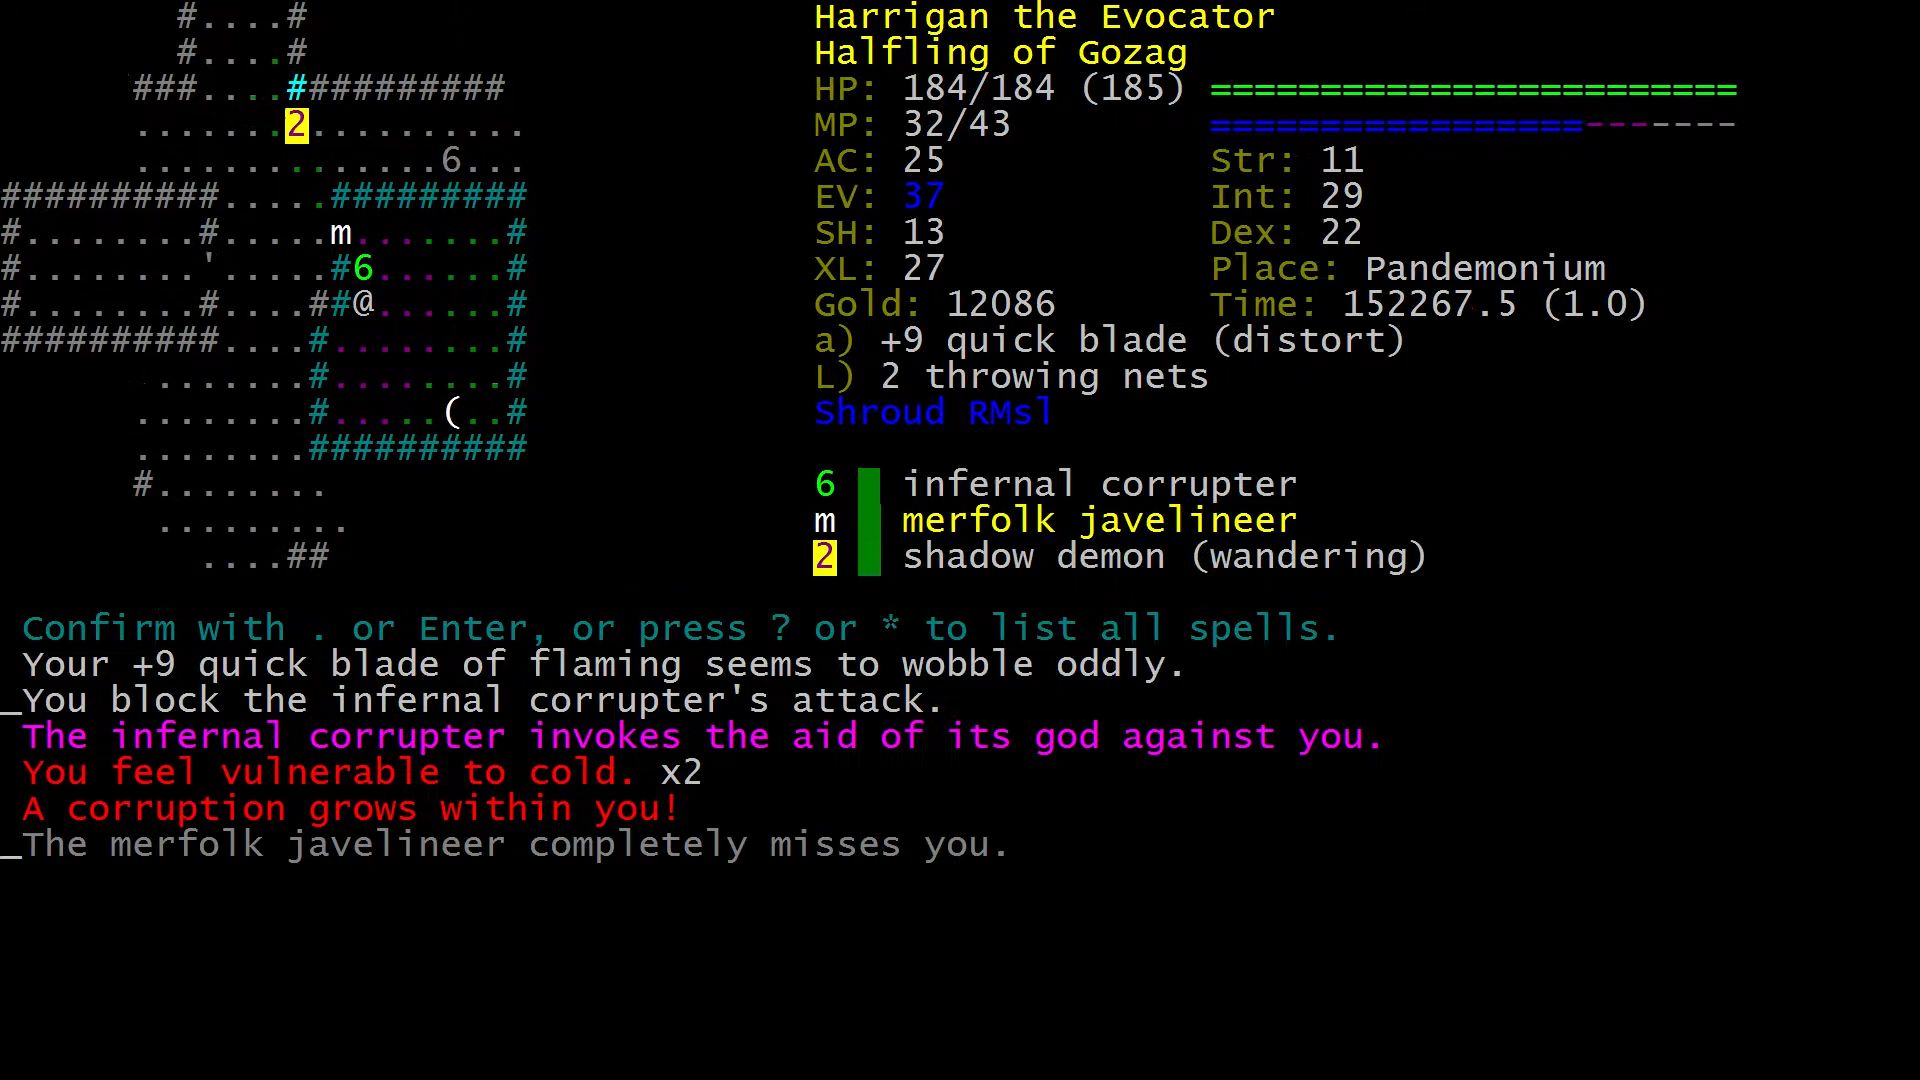 #....#
#....#
###....##########
.......2..........
..............6...
##########.....#########
#........#.....m.......#
#........'.....#6......#
#........#....##@......#
##########....#........#
.......#........#
........#.....(..#
........##########
#........
.........
....##
Harrigan the Evocator
Halfling of Gozag
HP: 184/184 (185) ========================
MP: 32/43 =================-------
AC: 25 Str: 11
EV: 37 Int: 29
SH: 13 Dex: 22
XL: 27 Place: Pandemonium
Gold: 12086 Time: 152267.5 (1.0)
a) +9 quick blade (distort)
L) 2 throwing nets
Shroud RMsl
6 infernal corrupter
m merfolk javelineer
2 shadow demon (wandering)
Confirm with . or Enter, or press ? or * to list all spells.
Your +9 quick blade of flaming seems to wobble oddly.
_You block the infernal corrupter's attack.
The infernal corrupter invokes the aid of its god against you.
You feel vulnerable to cold. x2
A corruption grows within you!
_The merfolk javelineer completely misses you.